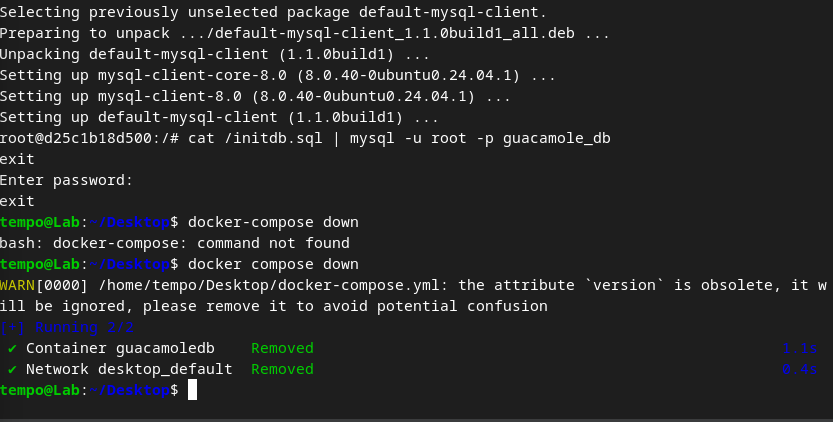 Selecting previously unselected package default-mysql-client.
Preparing to unpack .../default-mysql-client_1.1.0build1_all.deb ...
Unpacking default-mysql-client (1.1.0build1) ...
Setting up mysql-client-core-8.0 (8.0.40-0ubuntu0.24.04.1) ...
Setting up mysql-client-8.0 (8.0.40-0ubuntu0.24.04.1) ...
Setting up default-mysql-client (1.1.0build1) ...
root@d25c1b18d500:/# cat /initdb.sql | mysql -u root -p guacamole_db
exit
Enter password:
exit
tempo@Lab:~/Desktop$ docker-compose down
bash: docker-compose: command not found
tempo@Lab:~/Desktop$ docker compose down
WARN[0000] /home/tempo/Desktop/docker-compose.yml: the attribute `version` is obsolete, it w
ill be ignored, please remove it to avoid potential confusion
[+] Running 2/2
✔ Container guacamoledb Removed 1.1s
✔ Network desktop_default Removed 0.4s
tempo@Lab:~/Desktop$